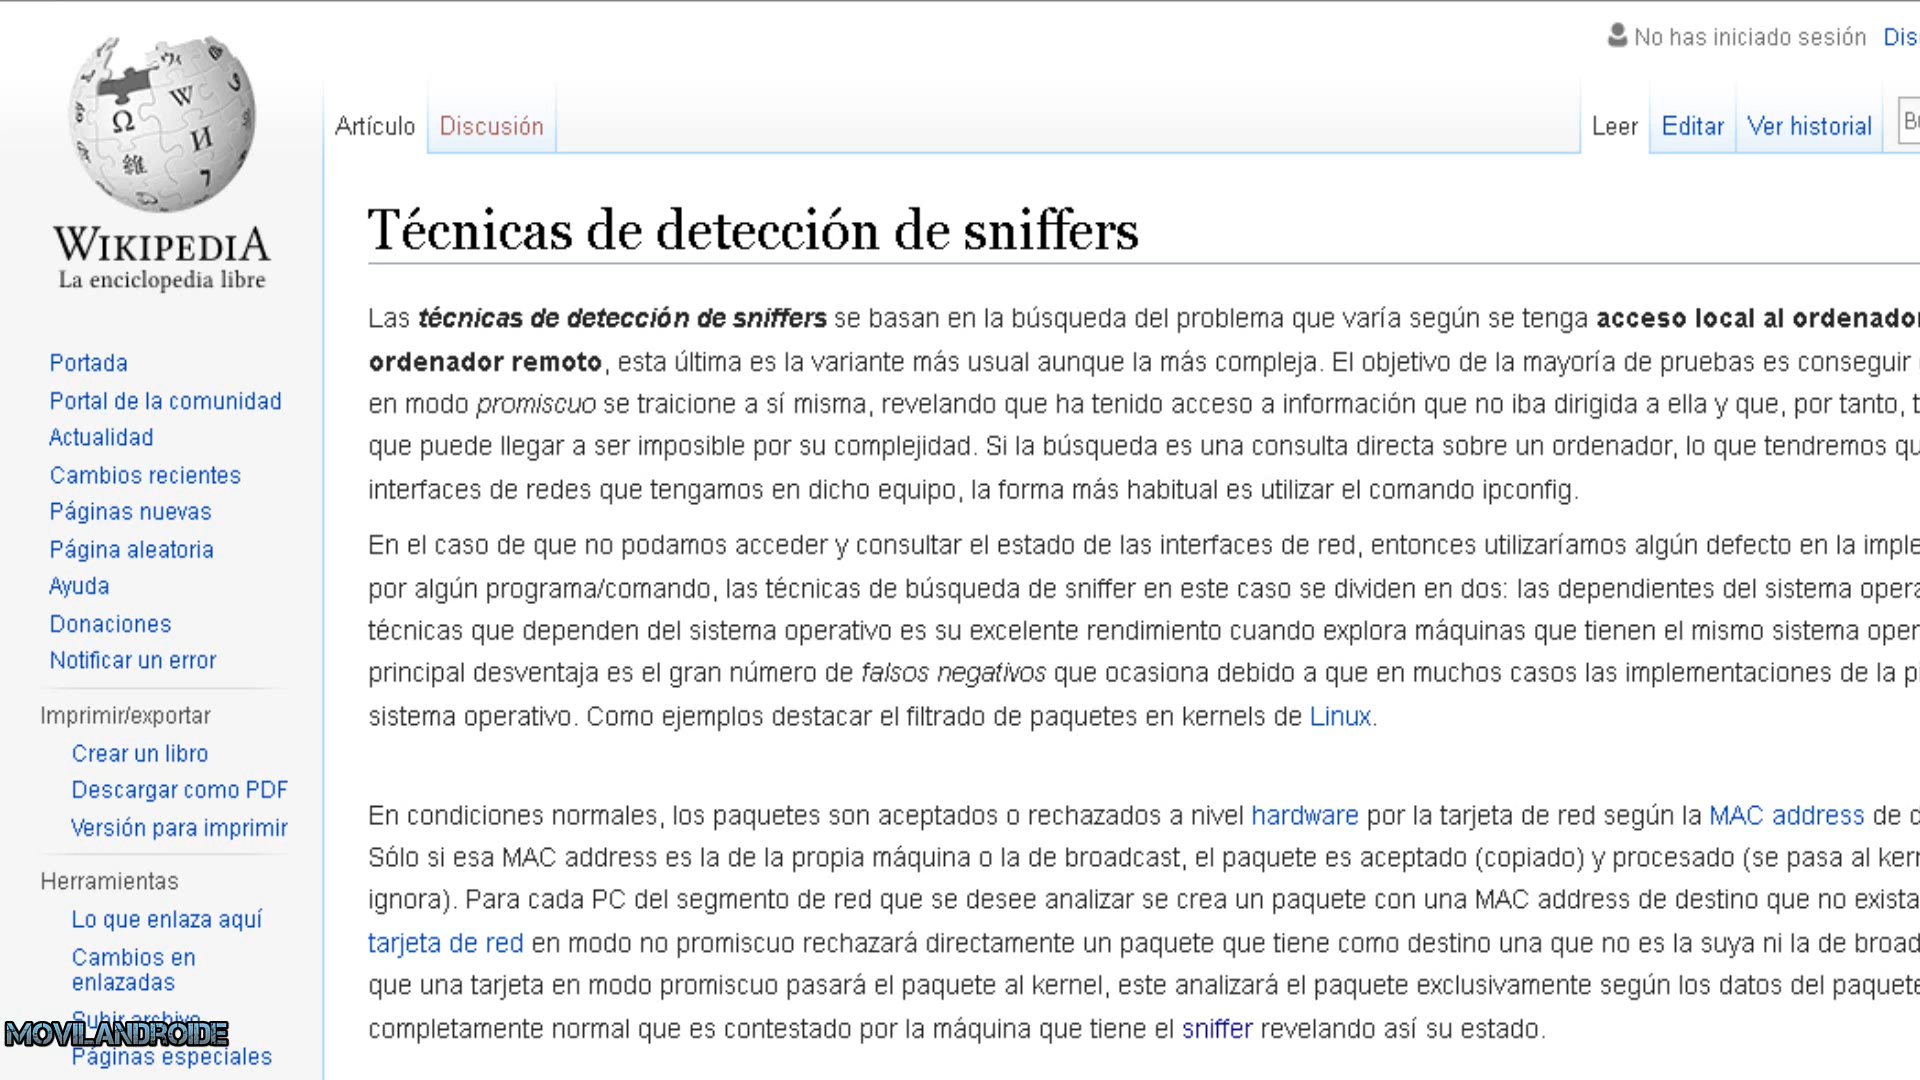 No has iniciado sesión
Artículo Discusión Leer Editar Ver historial
WIKIPEDIA
La enciclopedia libre
Portada
Portal de la comunidad
Actualidad
Cambios recientes
Páginas nuevas
Página aleatoria
Ayuda
Donaciones
Notificar un error
Imprimir/exportar
Crear un libro
Descargar como PDF
Versión para imprimir
Herramientas
Lo que enlaza aquí
Cambios en
enlazadas
Subir archivo
MOVILANDROIDE
Páginas especiales
Técnicas de detección de sniffers
Las técnicas de detección de sniffers se basan en la búsqueda del problema que varía según se tenga acceso local al ordenador
ordenador remoto, esta última es la variante más usual aunque la más compleja. El objetivo de la mayoría de pruebas es conseguir
en modo promiscuo se traicione a sí misma, revelando que ha tenido acceso a información que no iba dirigida a ella y que, por tanto,
que puede llegar a ser imposible por su complejidad. Si la búsqueda es una consulta directa sobre un ordenador, lo que tendremos
interfaces de redes que tengamos en dicho equipo, la forma más habitual es utilizar el comando ipconfig.
En el caso de que no podamos acceder y consultar el estado de las interfaces de red, entonces utilizaríamos algún defecto en la
por algún programa/comando, las técnicas de búsqueda de sniffer en este caso se dividen en dos: las dependientes del sistema
técnicas que dependen del sistema operativo es su excelente rendimiento cuando explora máquinas que tienen el mismo sistema
principal desventaja es el gran número de falsos negativos que ocasiona debido a que en muchos casos las implementaciones de la
sistema operativo. Como ejemplos destacar el filtrado de paquetes en kernels de Linux.
En condiciones normales, los paquetes son aceptados o rechazados a nivel hardware por la tarjeta de red según la MAC address de
Sólo si esa MAC address es la de la propia máquina o la de broadcast, el paquete es aceptado (copiado) y procesado (se pasa al
ignora). Para cada PC del segmento de red que se desee analizar se crea un paquete con una MAC address de destino que no exista
tarjeta de red en modo no promiscuo rechazará directamente un paquete que tiene como destino una que no es la suya ni la de
que una tarjeta en modo promiscuo pasará el paquete al kernel, este analizará el paquete exclusivamente según los datos del paquete
completamente normal que es contestado por la máquina que tiene el sniffer revelando así su estado.